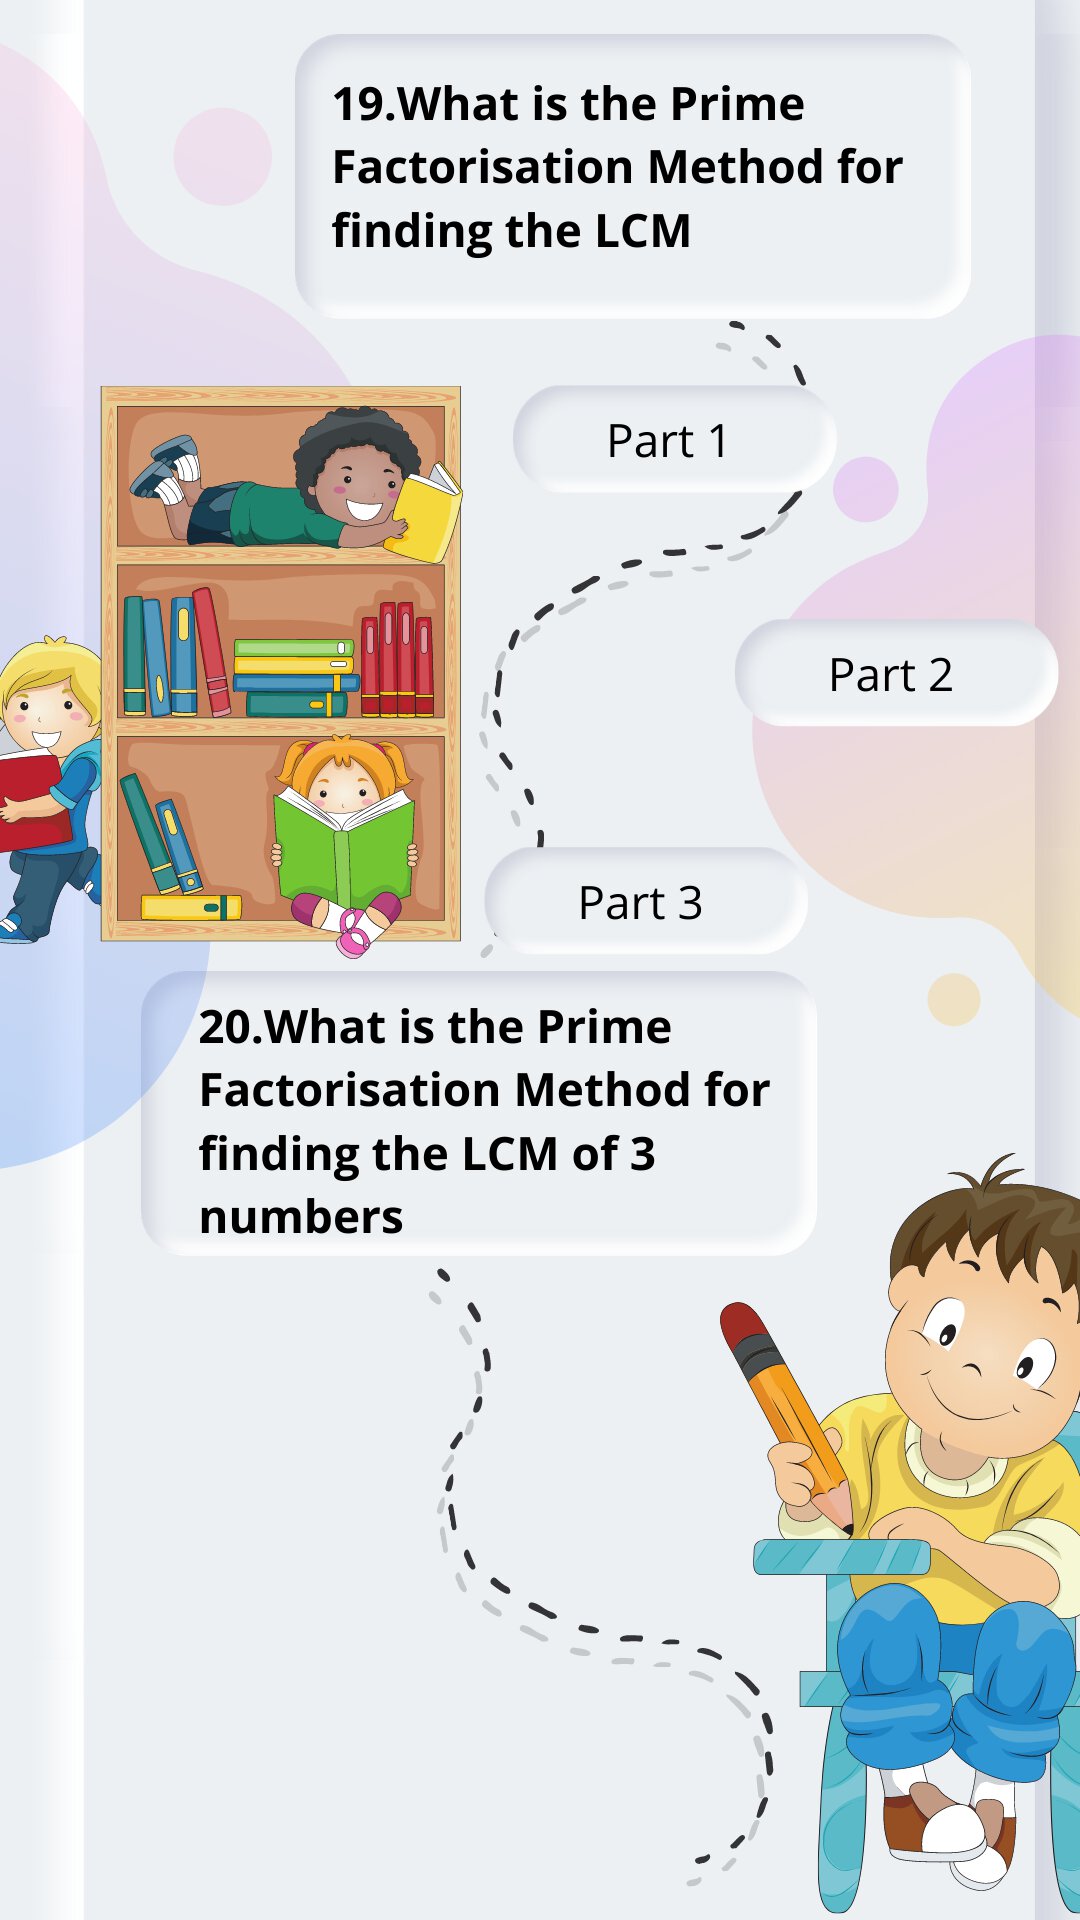 19.What is the Prime
Factorisation Method for
finding the LCM
Part 1
Part 2
Part 3
20.What is the Prime
Factorisation Method for
finding the LCM of 3
numbers